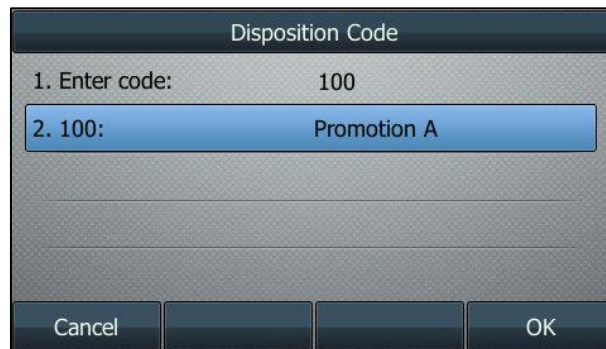 Disposition Code
1. Enter code: 100
2. 100: Promotion A
Cancel OK